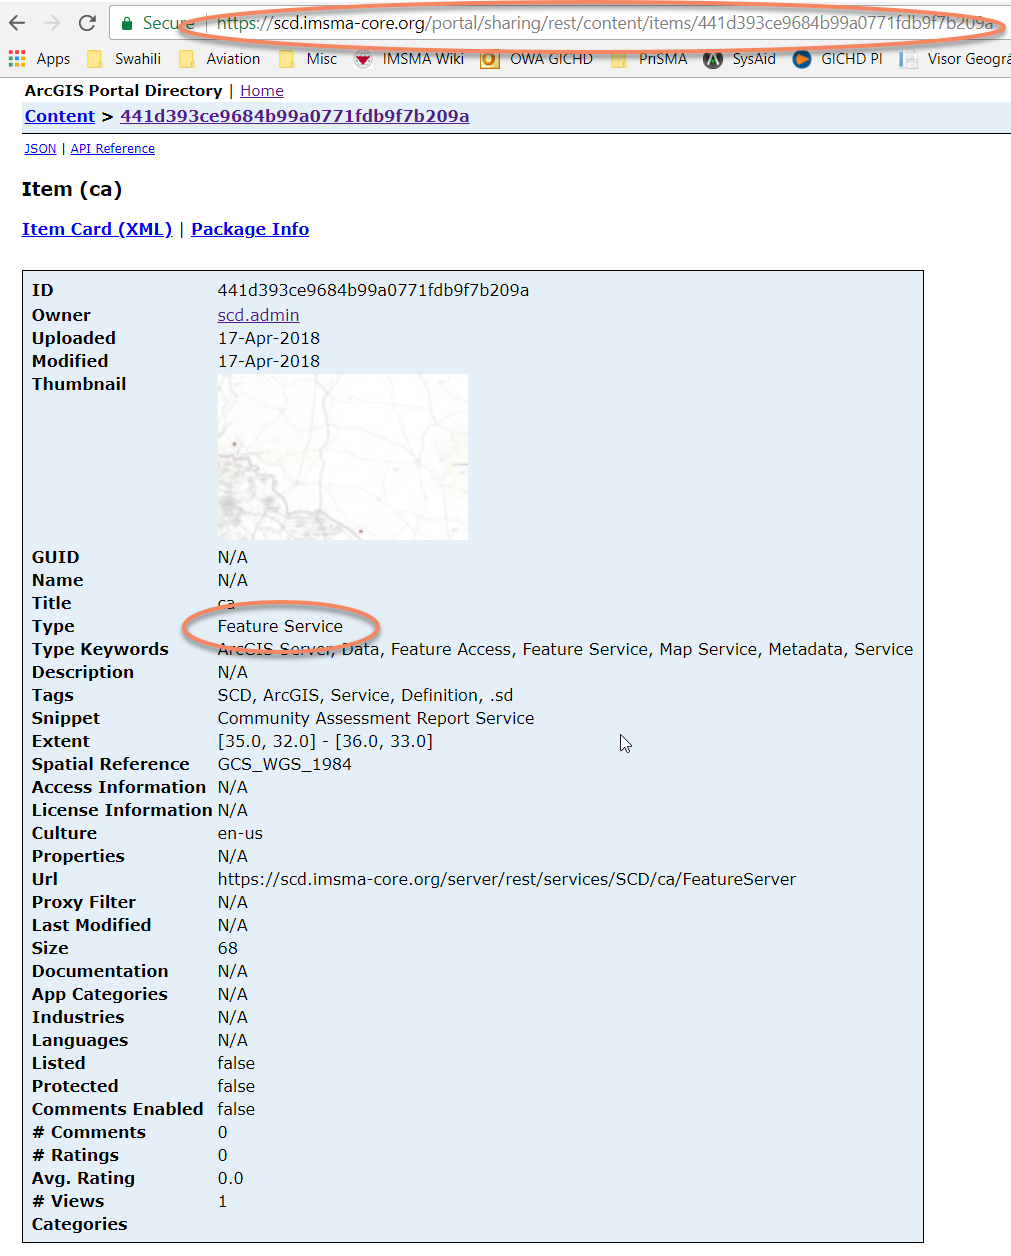 Secure https://scd.imsma-core.org/portal/sharing/rest/content/items/441d393ce9684b99a0771fdb9f7b209a
Apps Swahili Aviation Misc IMSMA Wiki OWA GICHD PriSMA SysAid GICHD PI Visor Geográ
ArcGIS Portal Directory | Home
Content > 441d393ce9684b99a0771fdb9f7b209a
JSON | API Reference
Item (ca)
Item Card (XML) | Package Info
ID 441d393ce9684b99a0771fdb9f7b209a
Owner scd.admin
Uploaded 17-Apr-2018
Modified 17-Apr-2018
Thumbnail
GUID N/A
Name N/A
Title ca
Type Feature Service
Type Keywords ArcGIS Server, Data, Feature Access, Feature Service, Map Service, Metadata, Service
Description N/A
Tags SCD, ArcGIS, Service, Definition, .sd
Snippet Community Assessment Report Service
Extent [35.0, 32.0] - [36.0, 33.0]
Spatial Reference GCS_WGS_1984
Access Information N/A
License Information N/A
Culture en-us
Properties N/A
Url https://scd.imsma-core.org/server/rest/services/SCD/ca/FeatureServer
Proxy Filter N/A
Last Modified N/A
Size 68
Documentation N/A
App Categories N/A
Industries N/A
Languages N/A
Listed false
Protected false
Comments Enabled false
# Comments 0
# Ratings 0
Avg. Rating 0.0
# Views 1
Categories